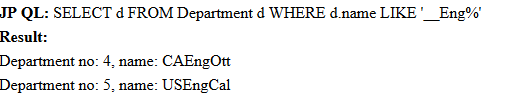 JP QL: SELECT d FROM Department d WHERE d.name LIKE '__Eng%'
Result:
Department no: 4, name: CAEngOtt
Department no: 5, name: USEngCal